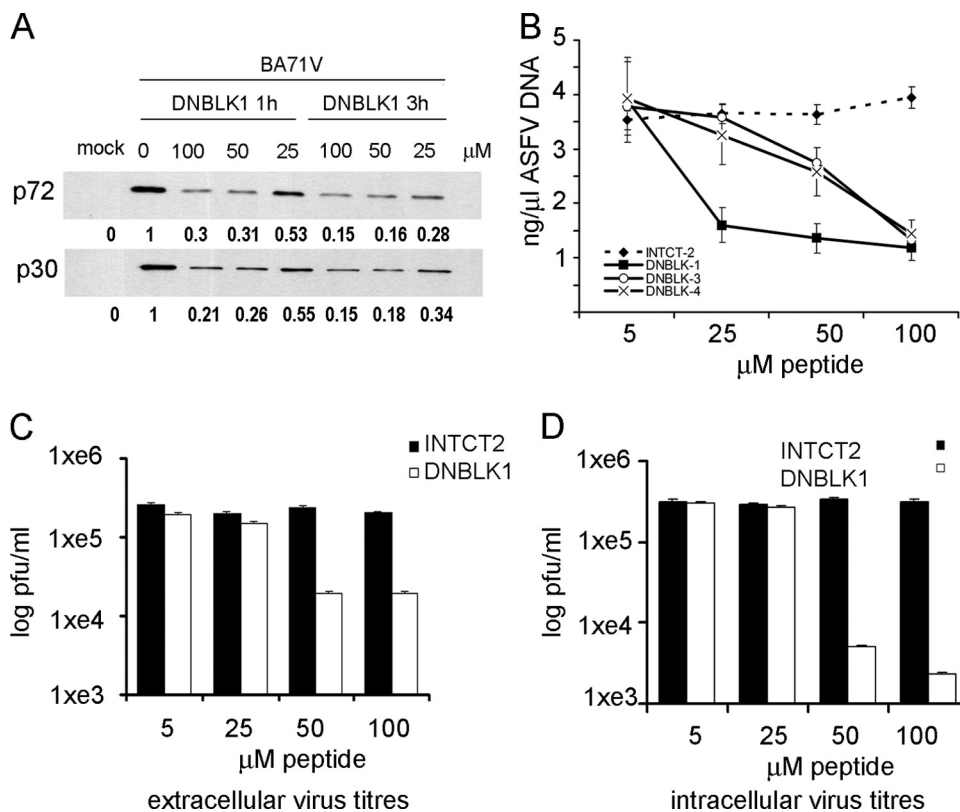 A
BA71V
DNBLK1 1h DNBLK1 3h
mock 0 100 50 25 100 50 25 μM
p72
0 1 0.3 0.31 0.53 0.15 0.16 0.28
p30
0 1 0.21 0.26 0.55 0.15 0.18 0.34
B
ng/μl ASFV DNA
5
4
3
2
1
INTCT-2
DNBLK-1
DNBLK-3
DNBLK-4
5 25 50 100
μM peptide
C
INTCT2
DNBLK1
log pfu/ml
1xe6
1xe5
1xe4
1xe3
5 25 50 100
μM peptide
extracellular virus titres
D
INTCT2
DNBLK1
log pfu/ml
1xe6
1xe5
1xe4
1xe3
5 25 50 100
μM peptide
intracellular virus titres